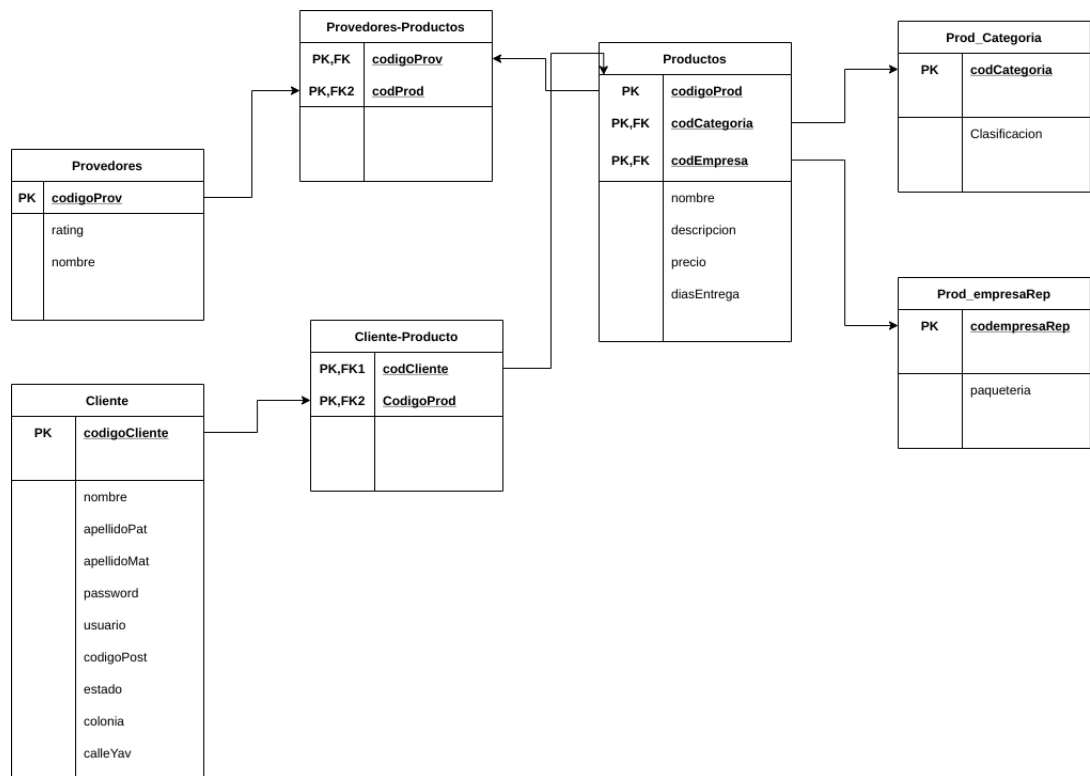 Provedores-Productos
PK,FK codigoProv
PK,FK2 codProd
Productos
PK codigoProd
PK,FK codCategoria
PK,FK codEmpresa
nombre
descripcion
precio
diasEntrega
Prod_Categoria
PK codCategoria
Clasificacion
Provedores
PK codigoProv
rating
nombre
Prod_empresaRep
PK codempresaRep
paqueteria
Cliente-Producto
PK,FK1 codCliente
PK,FK2 CodigoProd
Cliente
PK codigoCliente
nombre
apellidoPat
apellidoMat
password
usuario
codigoPost
estado
colonia
calleYav